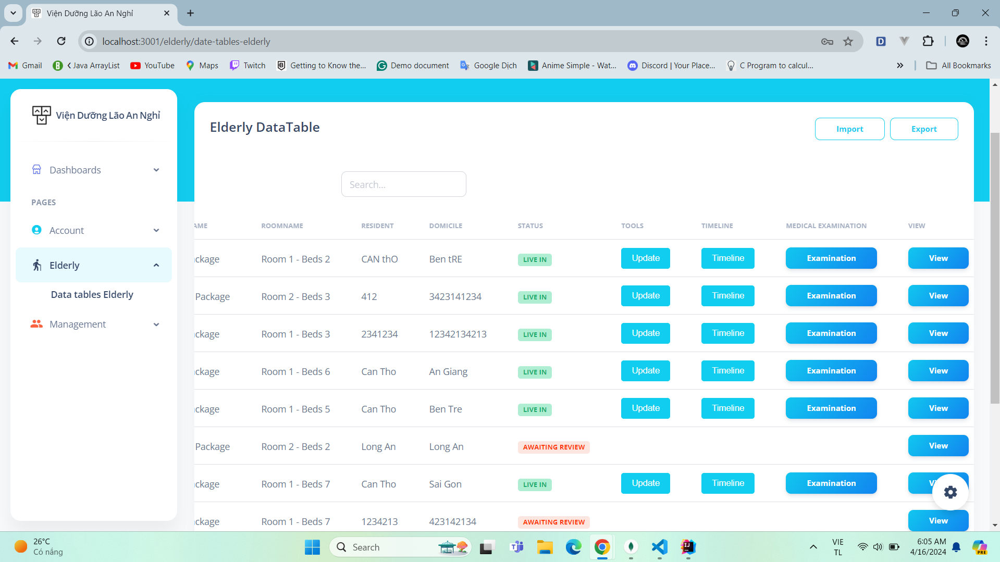 Viện Dưỡng Lão An Nghỉ
localhost:3001/elderly/date-tables-elderly
Gmail
Java ArrayList
YouTube
Maps
Twitch
Getting to Know the...
Demo document
Google Dịch
Anime Simple - Wat...
Discord | Your Place...
C Program to calcul...
All Bookmarks
Viện Dưỡng Lão An Nghỉ
Dashboards
PAGES
Account
Elderly
Data tables Elderly
Management
Elderly DataTable
Import
Export
Search...
AME ROOMNAME RESIDENT DOMICILE STATUS TOOLS TIMELINE MEDICAL EXAMINATION VIEW
ckage Room 1 - Beds 2 CAN thO Ben tRE LIVE IN Update Timeline Examination View
Package Room 2 - Beds 3 412 3423141234 LIVE IN Update Timeline Examination View
ckage Room 1 - Beds 3 2341234 12342134213 LIVE IN Update Timeline Examination View
ckage Room 1 - Beds 6 Can Tho An Giang LIVE IN Update Timeline Examination View
ckage Room 1 - Beds 5 Can Tho Ben Tre LIVE IN Update Timeline Examination View
Package Room 2 - Beds 2 Long An Long An AWAITING REVIEW View
ckage Room 1 - Beds 7 Can Tho Sai Gon LIVE IN Update Timeline Examination
ckage Room 1 - Beds 7 1234213 423142134 AWAITING REVIEW View
26°C
Có nắng
Search
VIE
TL
6:05 AM
4/16/2024
PRE